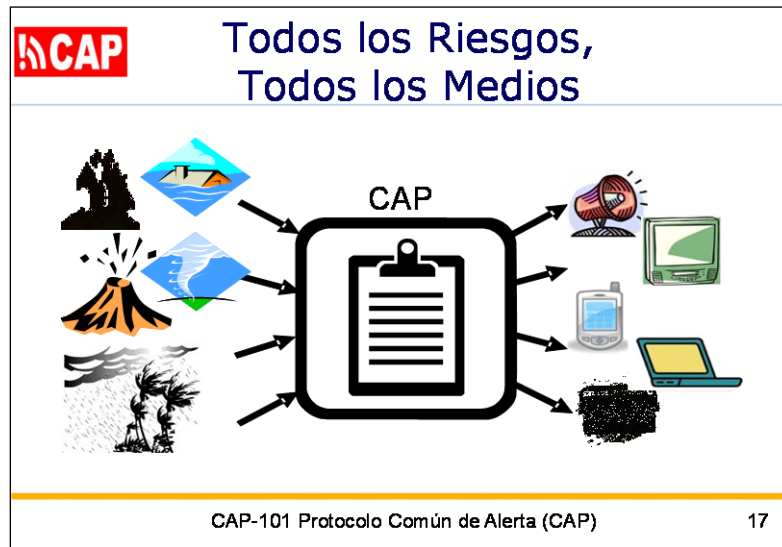 CAP
Todos los Riesgos,
Todos los Medios
CAP
CAP-101 Protocolo Común de Alerta (CAP)
17